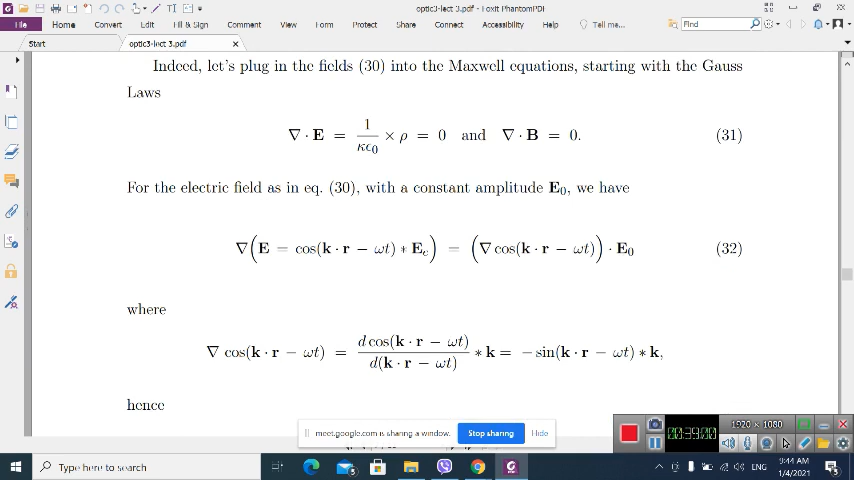 optic3-lect 3.pdf - Foxit PhantomPDF
File Home Convert Edit Fill & Sign Comment View Form Protect Share Connect Accessibility Help Tell me... Find
Start optic3-lect 3.pdf
Indeed, let's plug in the fields (30) into the Maxwell equations, starting with the Gauss
Laws
∇ · E = 1/κϵ₀ × ρ = 0 and ∇ · B = 0. (31)
For the electric field as in eq. (30), with a constant amplitude E₀, we have
∇(E = cos(k · r − ωt) * E_c) = (∇ cos(k · r − ωt)) · E₀ (32)
where
∇ cos(k · r − ωt) = d cos(k · r − ωt)/d(k · r − ωt) * k = − sin(k · r − ωt) * k,
hence
meet.google.com is sharing a window. Stop sharing Hide
00:39:00
1920 × 1080
Type here to search
ENG
9:44 AM
1/4/2021